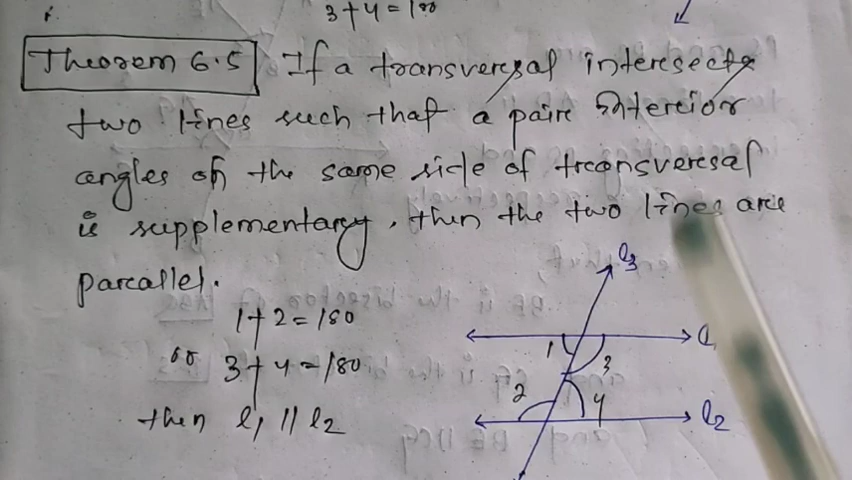 3+4=180
Theorem 6.5 If a transversal intersects
two lines such that a pair interior
angles on the same side of transversal
is supplementary, then the two lines are
parallel.
1+2=180
or 3+4=180
then l1 || l2
l3
1 3
l
2 4
l2